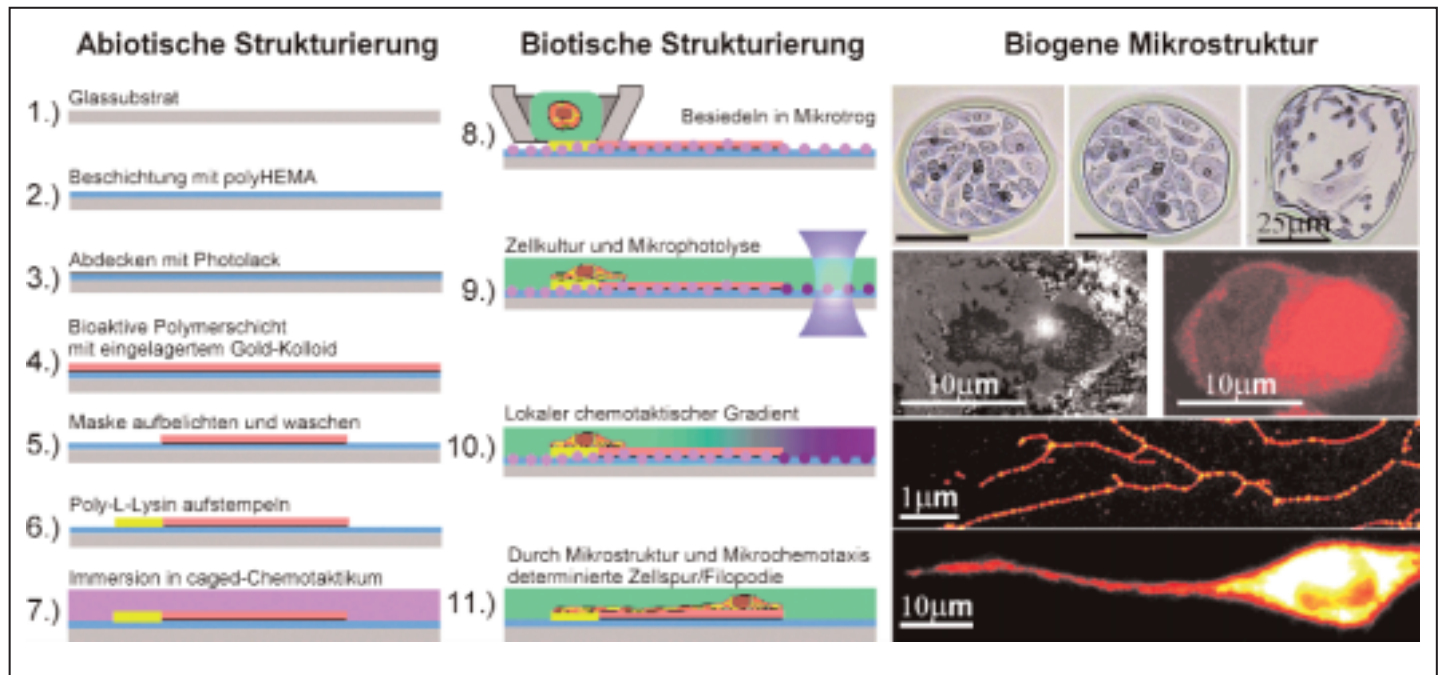 Abiotische Strukturierung
1.)
Glassubstrat
2.)
Beschichtung mit polyHEMA
3.)
Abdecken mit Photolack
4.)
Bioaktive Polymerschicht
mit eingelagertem Gold-Kolloid
5.)
Maske aufbelichten und waschen
6.)
Poly-L-Lysin aufstempeln
7.)
Immersion in caged-Chemotaktikum
Biotische Strukturierung
8.)
Besiedeln in Mikrotrog
9.)
Zellkultur und Mikrophotolyse
10.)
Lokaler chemotaktischer Gradient
11.)
Durch Mikrostruktur und Mikrochemotaxis
determinierte Zellspur/Filopodie
Biogene Mikrostruktur
25µm
10µm
10µm
1µm
10µm